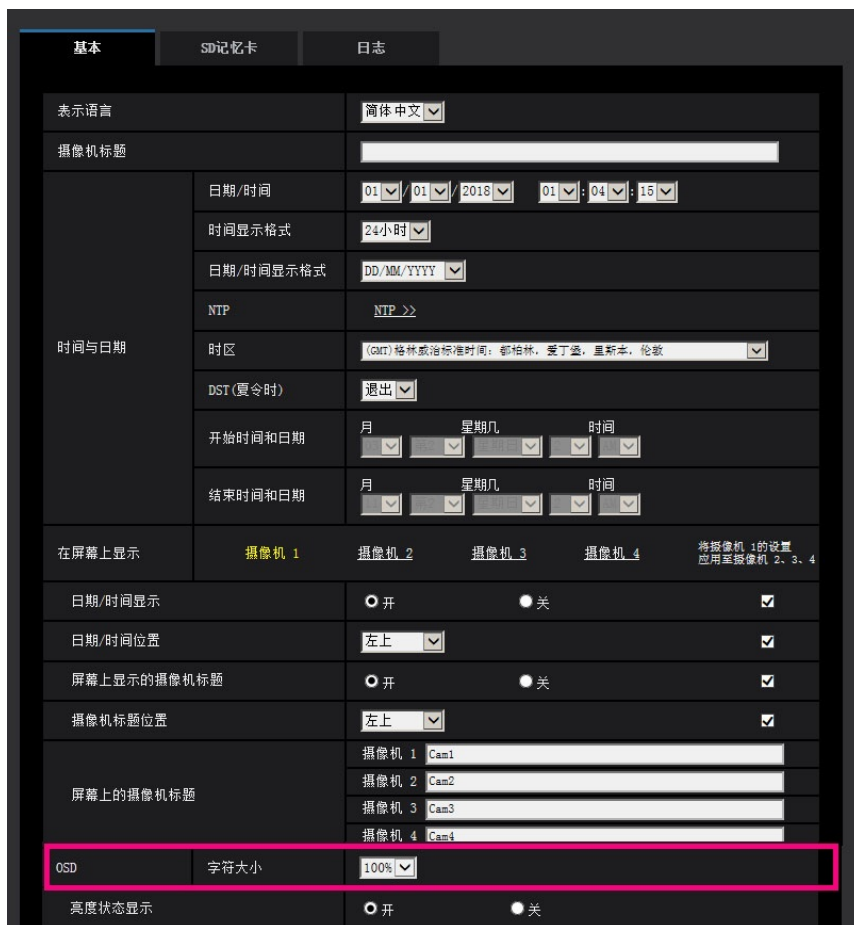 基本 SD记忆卡 日志
表示语言 简体中文
摄像机标题
日期/时间 01 / 01 / 2018 01 : 04 : 15
时间显示格式 24小时
日期/时间显示格式 DD/MM/YYYY
NTP NTP >>
时间与日期 时区 (GMT)格林威治标准时间: 都柏林, 爱丁堡, 里斯本, 伦敦
DST(夏令时) 退出
开始时间和日期 月 星期几 时间
结束时间和日期 月 星期几 时间
在屏幕上显示 摄像机 1 摄像机 2 摄像机 3 摄像机 4 将摄像机 1的设置
应用至摄像机 2、3、4
日期/时间显示 开 关
日期/时间位置 左上
屏幕上显示的摄像机标题 开 关
摄像机标题位置 左上
屏幕上的摄像机标题
摄像机 1 Cam1
摄像机 2 Cam2
摄像机 3 Cam3
摄像机 4 Cam4
OSD 字符大小 100%
高度状态显示 开 关